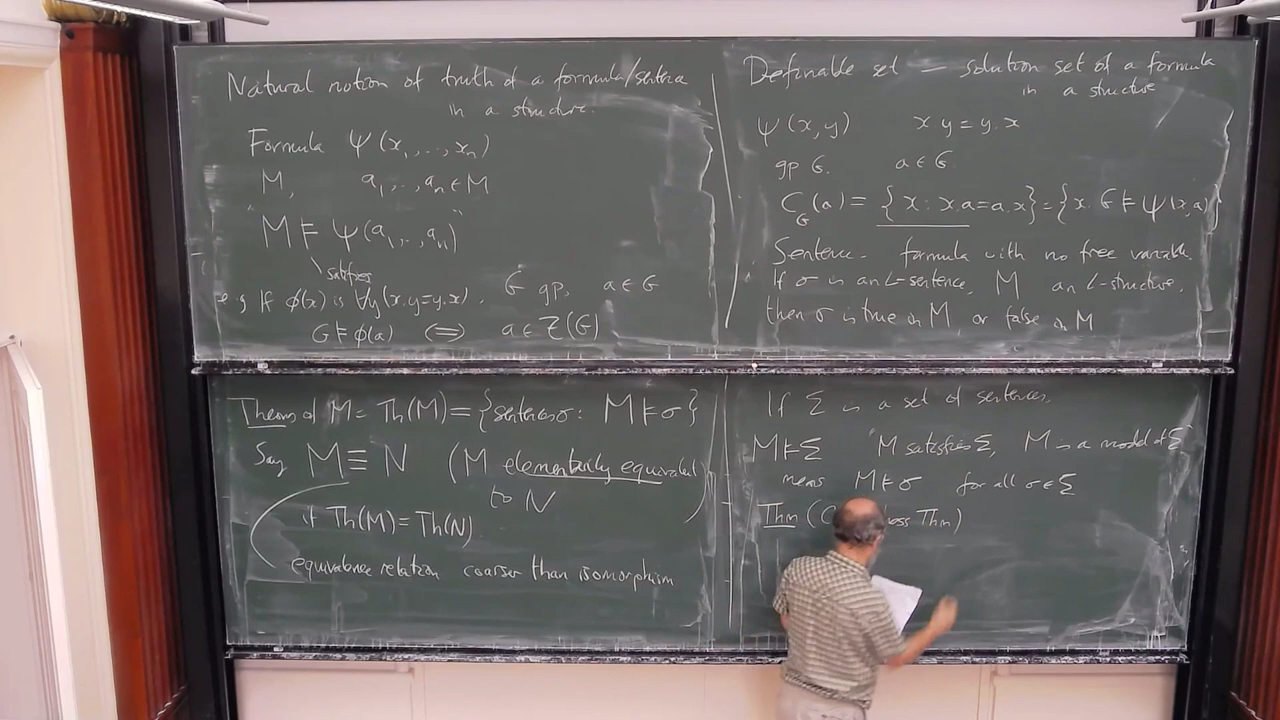 Natural notion of truth of a formula/sentence
in a structure.
Formula ψ(x₁,...,xₙ)
M, a₁,...,aₙ ∈ M
"M ⊨ ψ(a₁,...,aₙ)"
satisfies
e.g. If φ(x) is ∀y(x.y=y.x). G gp, a∈G
G ⊨ φ(a) ⟺ a∈Z(G)
Definable set — solution set of a formula
in a structure
ψ(x,y) x.y = y.x
gp G. a∈G.
C_G(a) = {x : x.a=a.x} = {x : G ⊨ ψ(x,a)}
Sentence - formula with no free variable
If σ is an L-sentence, M an L-structure,
then σ is true in M, or false in M
Theory of M = Th(M) = {sentences σ : M ⊨ σ}
Say M ≡ N (M elementarily equivalent
to N)
if Th(M) = Th(N)
equivalence relation coarser than isomorphism
If Σ is a set of sentences,
M ⊨ Σ "M satisfies Σ, M is a model of Σ"
means M ⊨ σ for all σ ∈ Σ
Thm (C ness Thm)